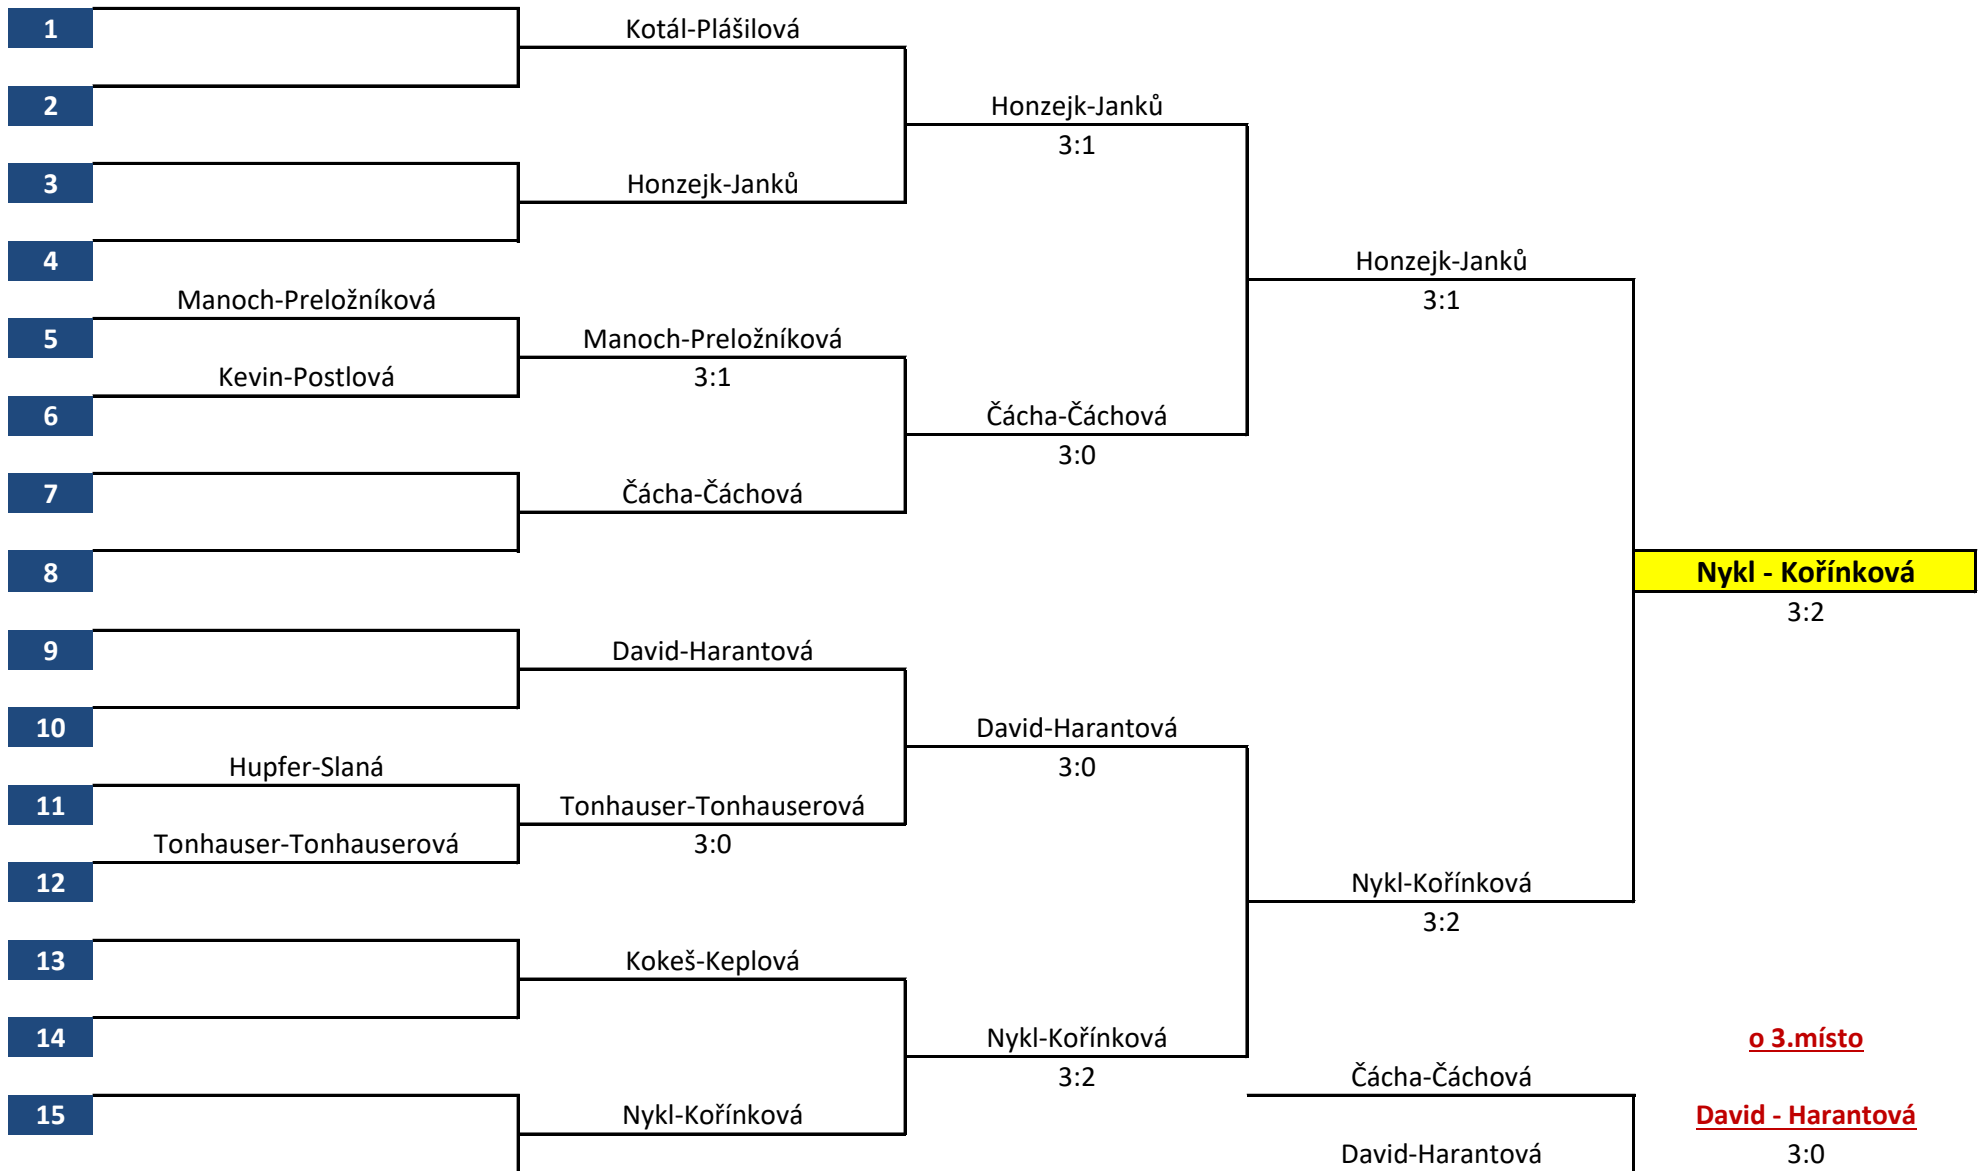 1
Kotál-Plášilová
2
Honzejk-Janků
3:1
3
Honzejk-Janků
4
Honzejk-Janků
Manoch-Preložníková
3:1
5
Manoch-Preložníková
Kevin-Postlová
3:1
6
Čácha-Čáchová
3:0
7
Čácha-Čáchová
8
Nykl - Kořínková
3:2
9
David-Harantová
10
David-Harantová
Hupfer-Slaná
3:0
11
Tonhauser-Tonhauserová
Tonhauser-Tonhauserová
3:0
12
Nykl-Kořínková
3:2
13
Kokeš-Keplová
14
Nykl-Kořínková
o 3.místo
3:2
Čácha-Čáchová
15
Nykl-Kořínková
David - Harantová
David-Harantová
3:0